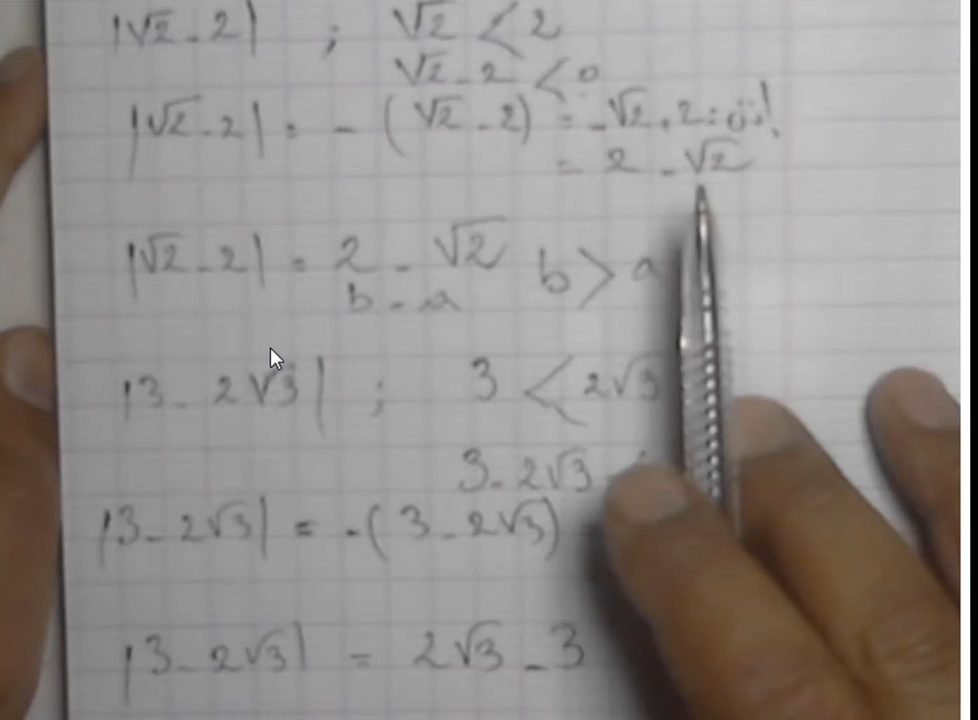 |√2 - 2| ; √2 < 2
√2 - 2 < 0
|√2 - 2| = - (√2 - 2) = -√2 + 2 : إذن
= 2 - √2
|√2 - 2| = 2 - √2 b > a
b - a
|3 - 2√3| ; 3 < 2√3
3 - 2√3
|3 - 2√3| = -(3 - 2√3)
|3 - 2√3| = 2√3 - 3